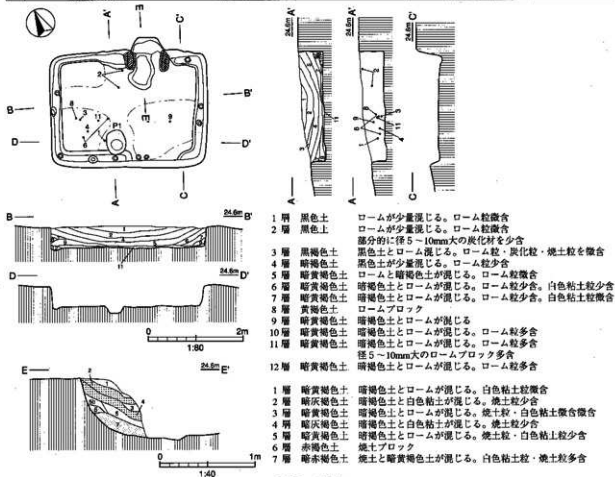 A' E C'
B B'
D D'
A E' C
P1
24.6m
A A' A A' C C'
B 24.6m B'
D 24.6m D'
0 2m
1:80
E 24.6m E'
0 1m
1:40
1 層 黒色土 ロームが少量混じる。ローム粒微含
2 層 黒色土 ロームが少量混じる。ローム粒微含
部分的に径5~10mm大の炭化材を少含
3 層 黒褐色土 黒色土とローム混じる。ローム粒・炭化粒・焼土粒を微含
4 層 暗褐色土 黒色土が少量混じる。ローム粒少含
5 層 暗黄褐色土 ロームと暗褐色土が混じる。ローム粒微含
6 層 暗黄褐色土 暗褐色土とロームが混じる。ローム粒少含。白色粘土粒少含
7 層 暗黄褐色土 暗褐色土とロームが混じる。ローム粒少含。白色粘土粒微含
8 層 黄褐色土 ロームブロック
9 層 暗黄褐色土 暗褐色土とロームが混じる
10 層 暗黄褐色土 暗褐色土とロームが混じる。ローム粒多含
11 層 暗黄褐色土 暗褐色土とロームが混じる。ローム粒多含
径5~10mm大のロームブロック多含
12 層 暗黄褐色土 暗褐色土とロームが混じる。ローム粒多含
1 層 暗黄褐色土 暗褐色土とロームが混じる。白色粘土粒微含
2 層 暗灰褐色土 暗褐色土と白色粘土が混じる。焼土粒少含
3 層 暗黄褐色土 暗褐色土とロームが混じる。焼土粒・白色粘土微含微含
4 層 暗灰褐色土 暗褐色土と白色粘土が混じる。焼土粒少含
5 層 暗黄褐色土 暗褐色土とロームが混じる。焼土粒・白色粘土粒少含
6 層 赤褐色土 焼土ブロック
7 層 暗赤褐色土 焼土と暗黄褐色土が混じる。白色粘土粒・焼土粒多含